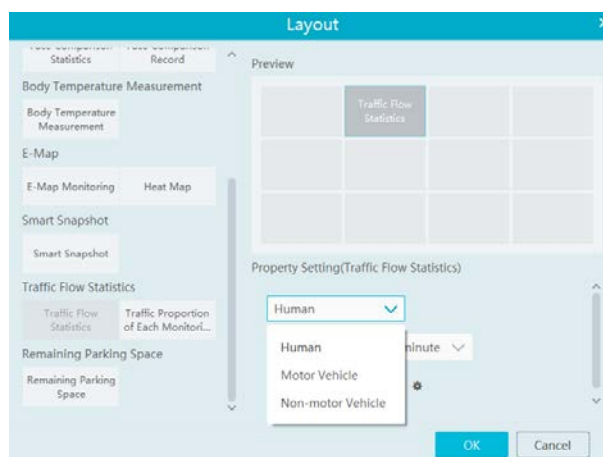 Layout
Statistics
Record
Body Temperature Measurement
Body Temperature
Measurement
E-Map
E-Map Monitoring
Heat Map
Smart Snapshot
Smart Snapshot
Traffic Flow Statistics
Traffic Flow
Statistics
Traffic Proportion
of Each Monitori...
Remaining Parking Space
Remaining Parking
Space
Preview
Traffic Flow
Statistics
Property Setting(Traffic Flow Statistics)
Human
Human
Motor Vehicle
Non-motor Vehicle
OK
Cancel